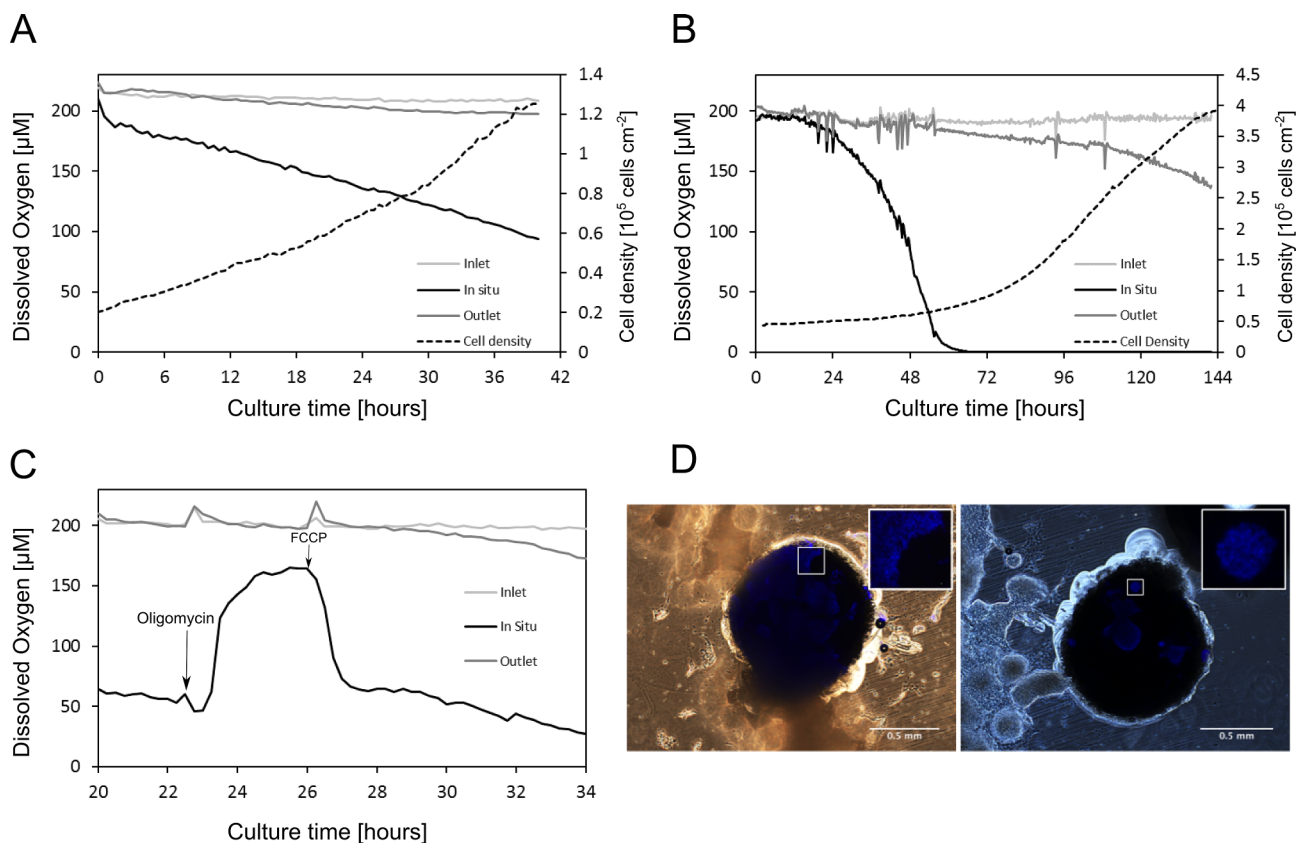 A
Dissolved Oxygen [µM]
200
150
100
50
0
1.4
1.2
1
0.8
0.6
0.4
0.2
0
Cell density [10⁵ cells cm⁻²]
Inlet
In situ
Outlet
Cell density
0 6 12 18 24 30 36 42
Culture time [hours]
B
Dissolved Oxygen [µM]
200
150
100
50
0
4.5
4
3.5
3
2.5
2
1.5
1
0.5
0
Cell density [10⁵ cells cm⁻²]
Inlet
In Situ
Outlet
Cell Density
0 24 48 72 96 120 144
Culture time [hours]
C
Dissolved Oxygen [µM]
200
150
100
50
0
Oligomycin
FCCP
Inlet
In Situ
Outlet
20 22 24 26 28 30 32 34
Culture time [hours]
D
0.5 mm
0.5 mm